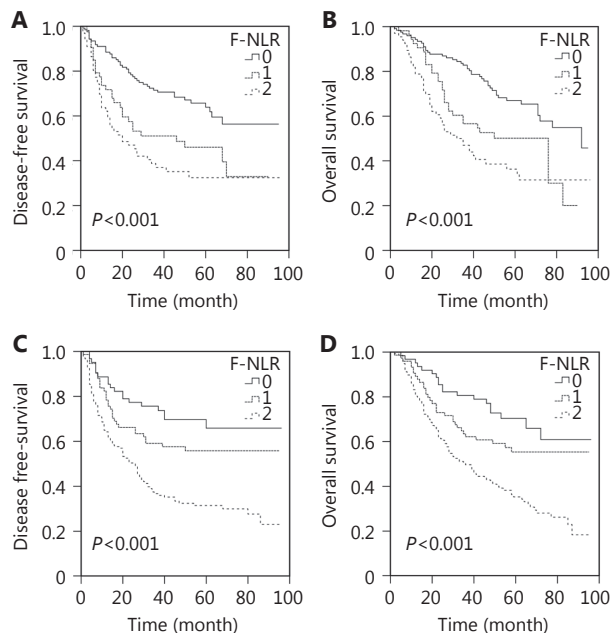 A
F-NLR
0
1
2
1.0
0.8
0.6
0.4
0.2
0
Disease-free survival
P<0.001
0 20 40 60 80 100
Time (month)
B
F-NLR
0
1
2
1.0
0.8
0.6
0.4
0.2
0
Overall survival
P<0.001
0 20 40 60 80 100
Time (month)
C
F-NLR
0
1
2
1.0
0.8
0.6
0.4
0.2
0
Disease free-survival
P<0.001
0 20 40 60 80 100
Time (month)
D
F-NLR
0
1
2
1.0
0.8
0.6
0.4
0.2
0
Overall survival
P<0.001
0 20 40 60 80 100
Time (month)